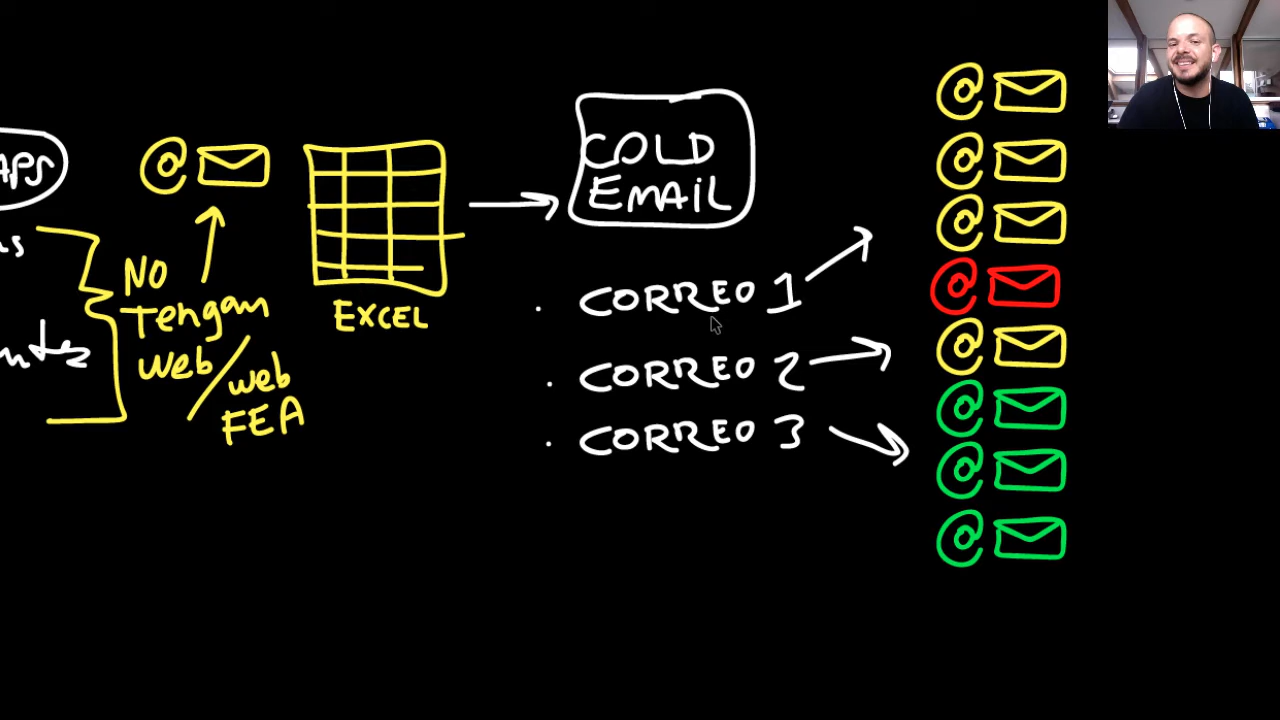 @
NO
Tengan
web
/ web
FEA
EXCEL
COLD
EMAIL
. CORREO 1
. CORREO 2
. CORREO 3
@
@
@
@
@
@
@
@